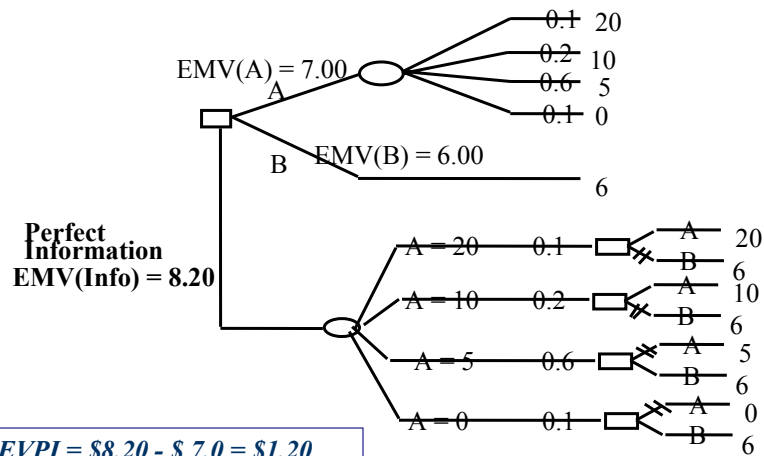 0.1 20
0.2 10
EMV(A) = 7.00
0.6 5
A
0.1 0
EMV(B) = 6.00
B
6
Perfect
Information
EMV(Info) = 8.20
A = 20 0.1 A 20
B 6
A = 10 0.2 A 10
B 6
A = 5 0.6 A 5
B 6
A = 0 0.1 A 0
B 6
EVPI = $8.20 - $ 7.0 = $1.20